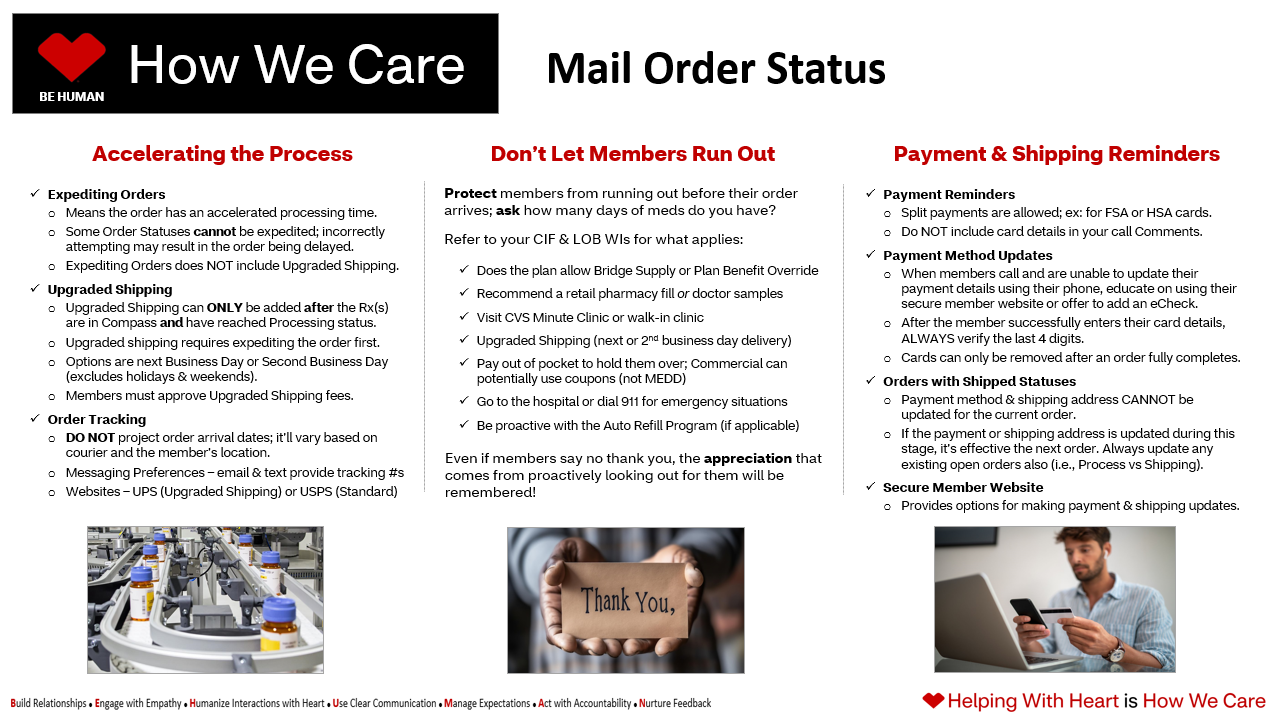 How We Care
BE HUMAN
Mail Order Status
Accelerating the Process
✓ Expediting Orders
o Means the order has an accelerated processing time.
o Some Order Statuses cannot be expedited; incorrectly
attempting may result in the order being delayed.
o Expediting Orders does NOT include Upgraded Shipping.
✓ Upgraded Shipping
o Upgraded Shipping can ONLY be added after the Rx(s)
are in Compass and have reached Processing status.
o Upgraded shipping requires expediting the order first.
o Options are next Business Day or Second Business Day
(excludes holidays & weekends).
o Members must approve Upgraded Shipping fees.
✓ Order Tracking
o DO NOT project order arrival dates; it'll vary based on
courier and the member's location.
o Messaging Preferences – email & text provide tracking #s
o Websites – UPS (Upgraded Shipping) or USPS (Standard)
Don't Let Members Run Out
Protect members from running out before their order
arrives; ask how many days of meds do you have?
Refer to your CIF & LOB WIs for what applies:
✓ Does the plan allow Bridge Supply or Plan Benefit Override
✓ Recommend a retail pharmacy fill or doctor samples
✓ Visit CVS Minute Clinic or walk-in clinic
✓ Upgraded Shipping (next or 2nd business day delivery)
✓ Pay out of pocket to hold them over; Commercial can
potentially use coupons (not MEDD)
✓ Go to the hospital or dial 911 for emergency situations
✓ Be proactive with the Auto Refill Program (if applicable)
Even if members say no thank you, the appreciation that
comes from proactively looking out for them will be
remembered!
Thank You,
Payment & Shipping Reminders
✓ Payment Reminders
o Split payments are allowed; ex: for FSA or HSA cards.
o Do NOT include card details in your call Comments.
✓ Payment Method Updates
o When members call and are unable to update their
payment details using their phone, educate on using their
secure member website or offer to add an eCheck.
o After the member successfully enters their card details,
ALWAYS verify the last 4 digits.
o Cards can only be removed after an order fully completes.
✓ Orders with Shipped Statuses
o Payment method & shipping address CANNOT be
updated for the current order.
o If the payment or shipping address is updated during this
stage, it's effective the next order. Always update any
existing open orders also (i.e., Process vs Shipping).
✓ Secure Member Website
o Provides options for making payment & shipping updates.
Build Relationships • Engage with Empathy • Humanize Interactions with Heart • Use Clear Communication • Manage Expectations • Act with Accountability • Nurture Feedback
Helping With Heart is How We Care